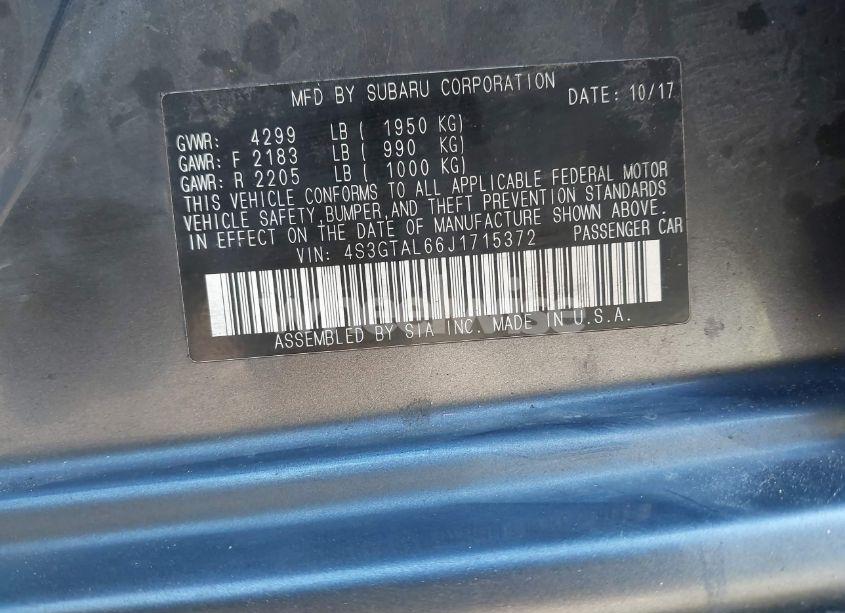 MFD BY SUBARU CORPORATION DATE: 10/17
GVWR: 4299 LB ( 1950 KG)
GAWR: F 2183 LB ( 990 KG)
GAWR: R 2205 LB ( 1000 KG)
THIS VEHICLE CONFORMS TO ALL APPLICABLE FEDERAL MOTOR
VEHICLE SAFETY,BUMPER,AND THEFT PREVENTION STANDARDS
IN EFFECT ON THE DATE OF MANUFACTURE SHOWN ABOVE.
VIN: 4S3GTAL66J1715372 PASSENGER CAR
wheelwise
ASSEMBLED BY SIA INC. MADE IN U.S.A.